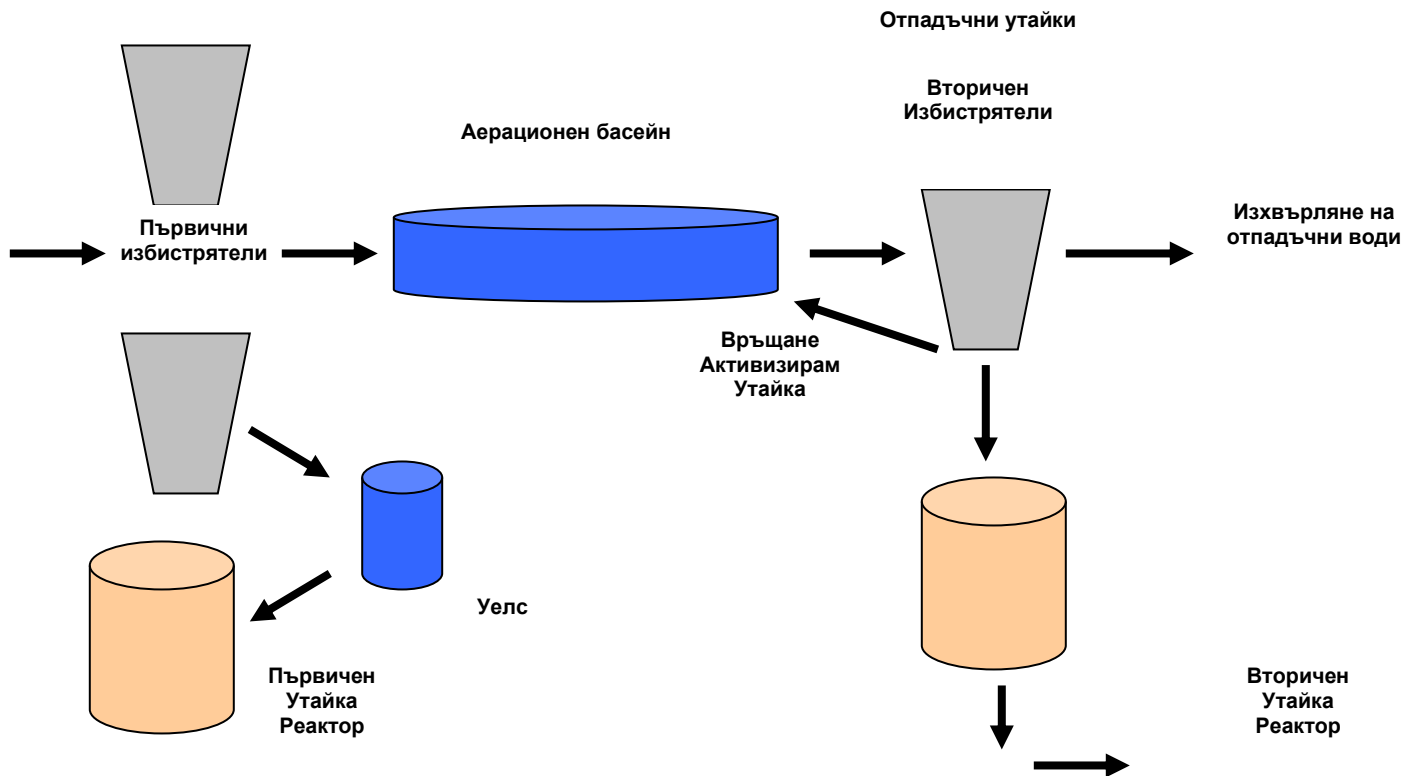 Отпадъчни утайки
Вторичен
Избистрятели
Аерационен басейн
Първични
избистрятели
Изхвърляне на
отпадъчни води
Връщане
Активизирам
Утайка
Уелс
Първичен
Утайка
Реактор
Вторичен
Утайка
Реактор